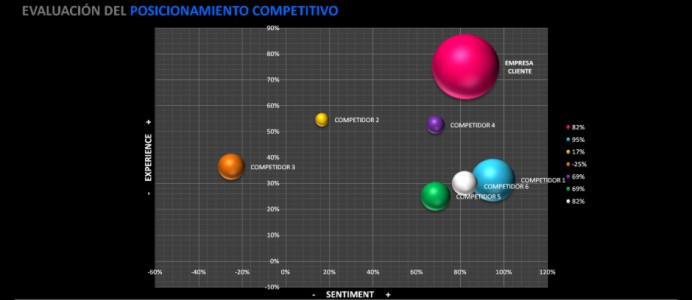 EVALUACIÓN DEL POSICIONAMIENTO COMPETITIVO
90%
80%
EMPRESA
CLIENTE
70%
60%
COMPETIDOR 2
COMPETIDOR 4
50%
82%
95%
17%
-25%
69%
69%
82%
EXPERIENCE
-
+
40%
COMPETIDOR 3
30%
COMPETIDOR 1
COMPETIDOR 6
COMPETIDOR 5
20%
10%
0%
-60%
-40%
-20%
0%
20%
40%
60%
80%
100%
120%
-10%
- SENTIMENT +